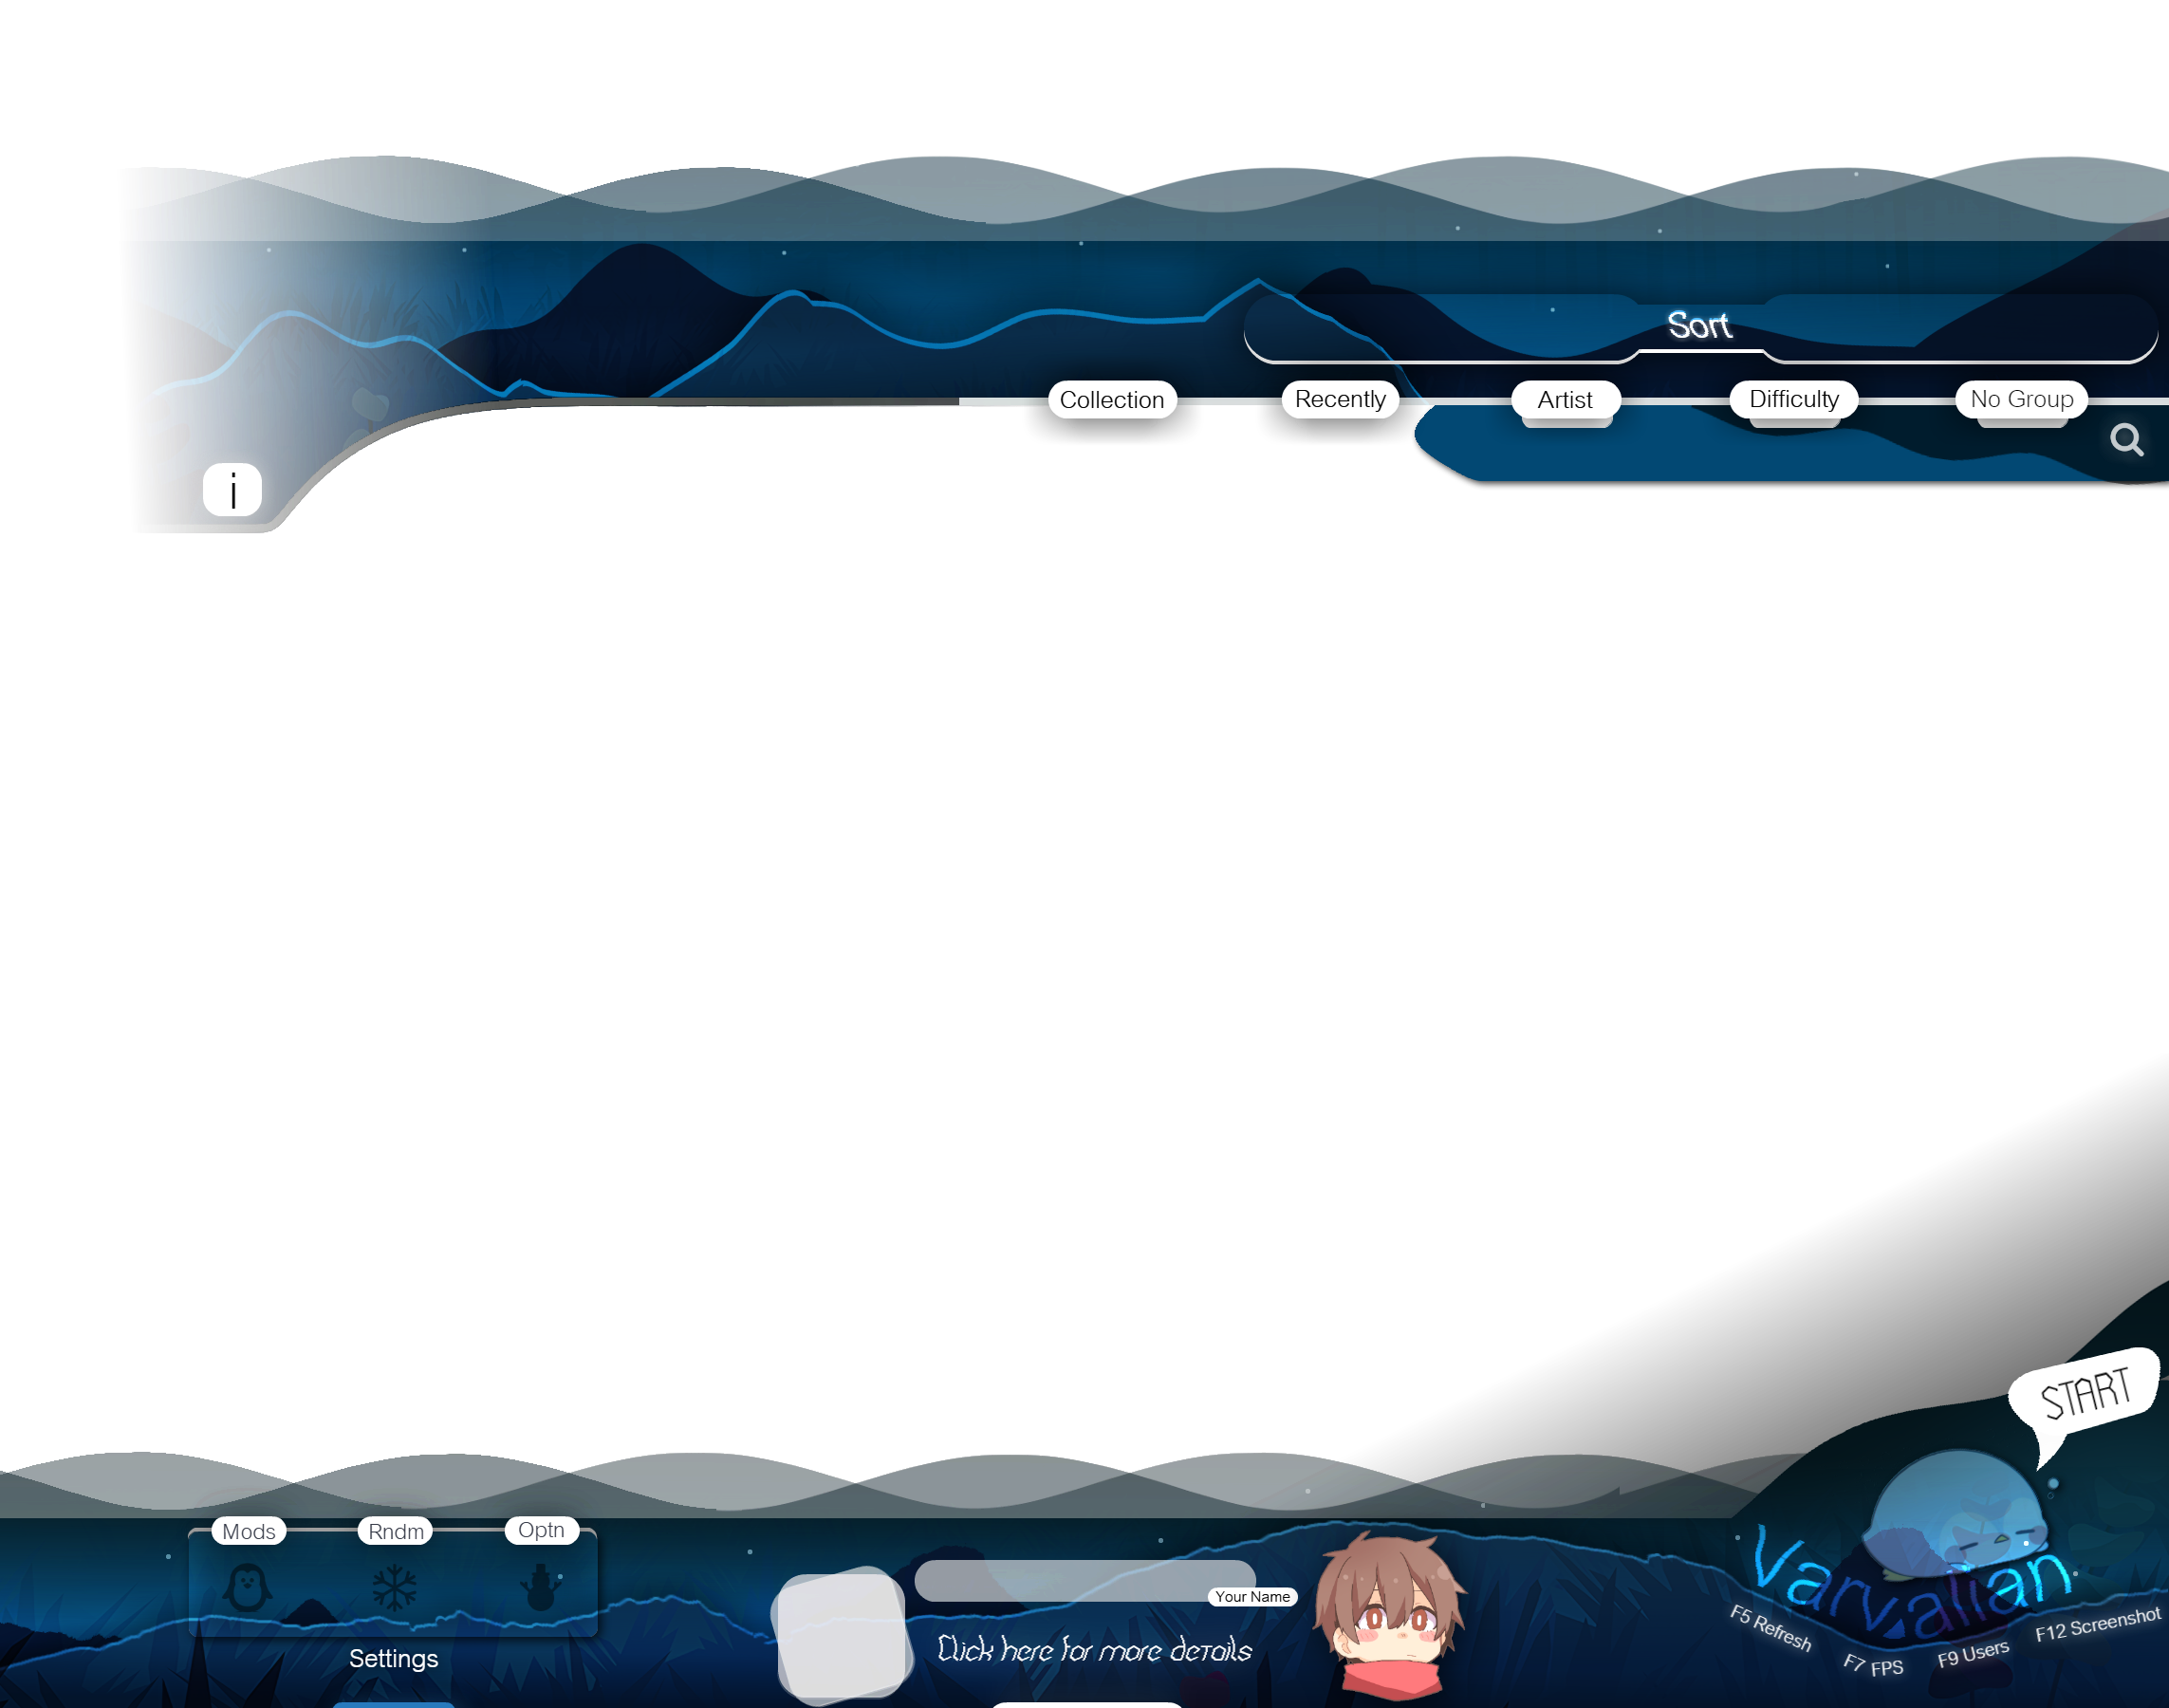 Sort
Collection
Recently
Artist
Difficulty
No Group
i
START
Mods
Rndm
Optn
Settings
Your Name
Click here for more details
Varvalian
F5 Refresh
F7 FPS
F9 Users
F12 Screenshot